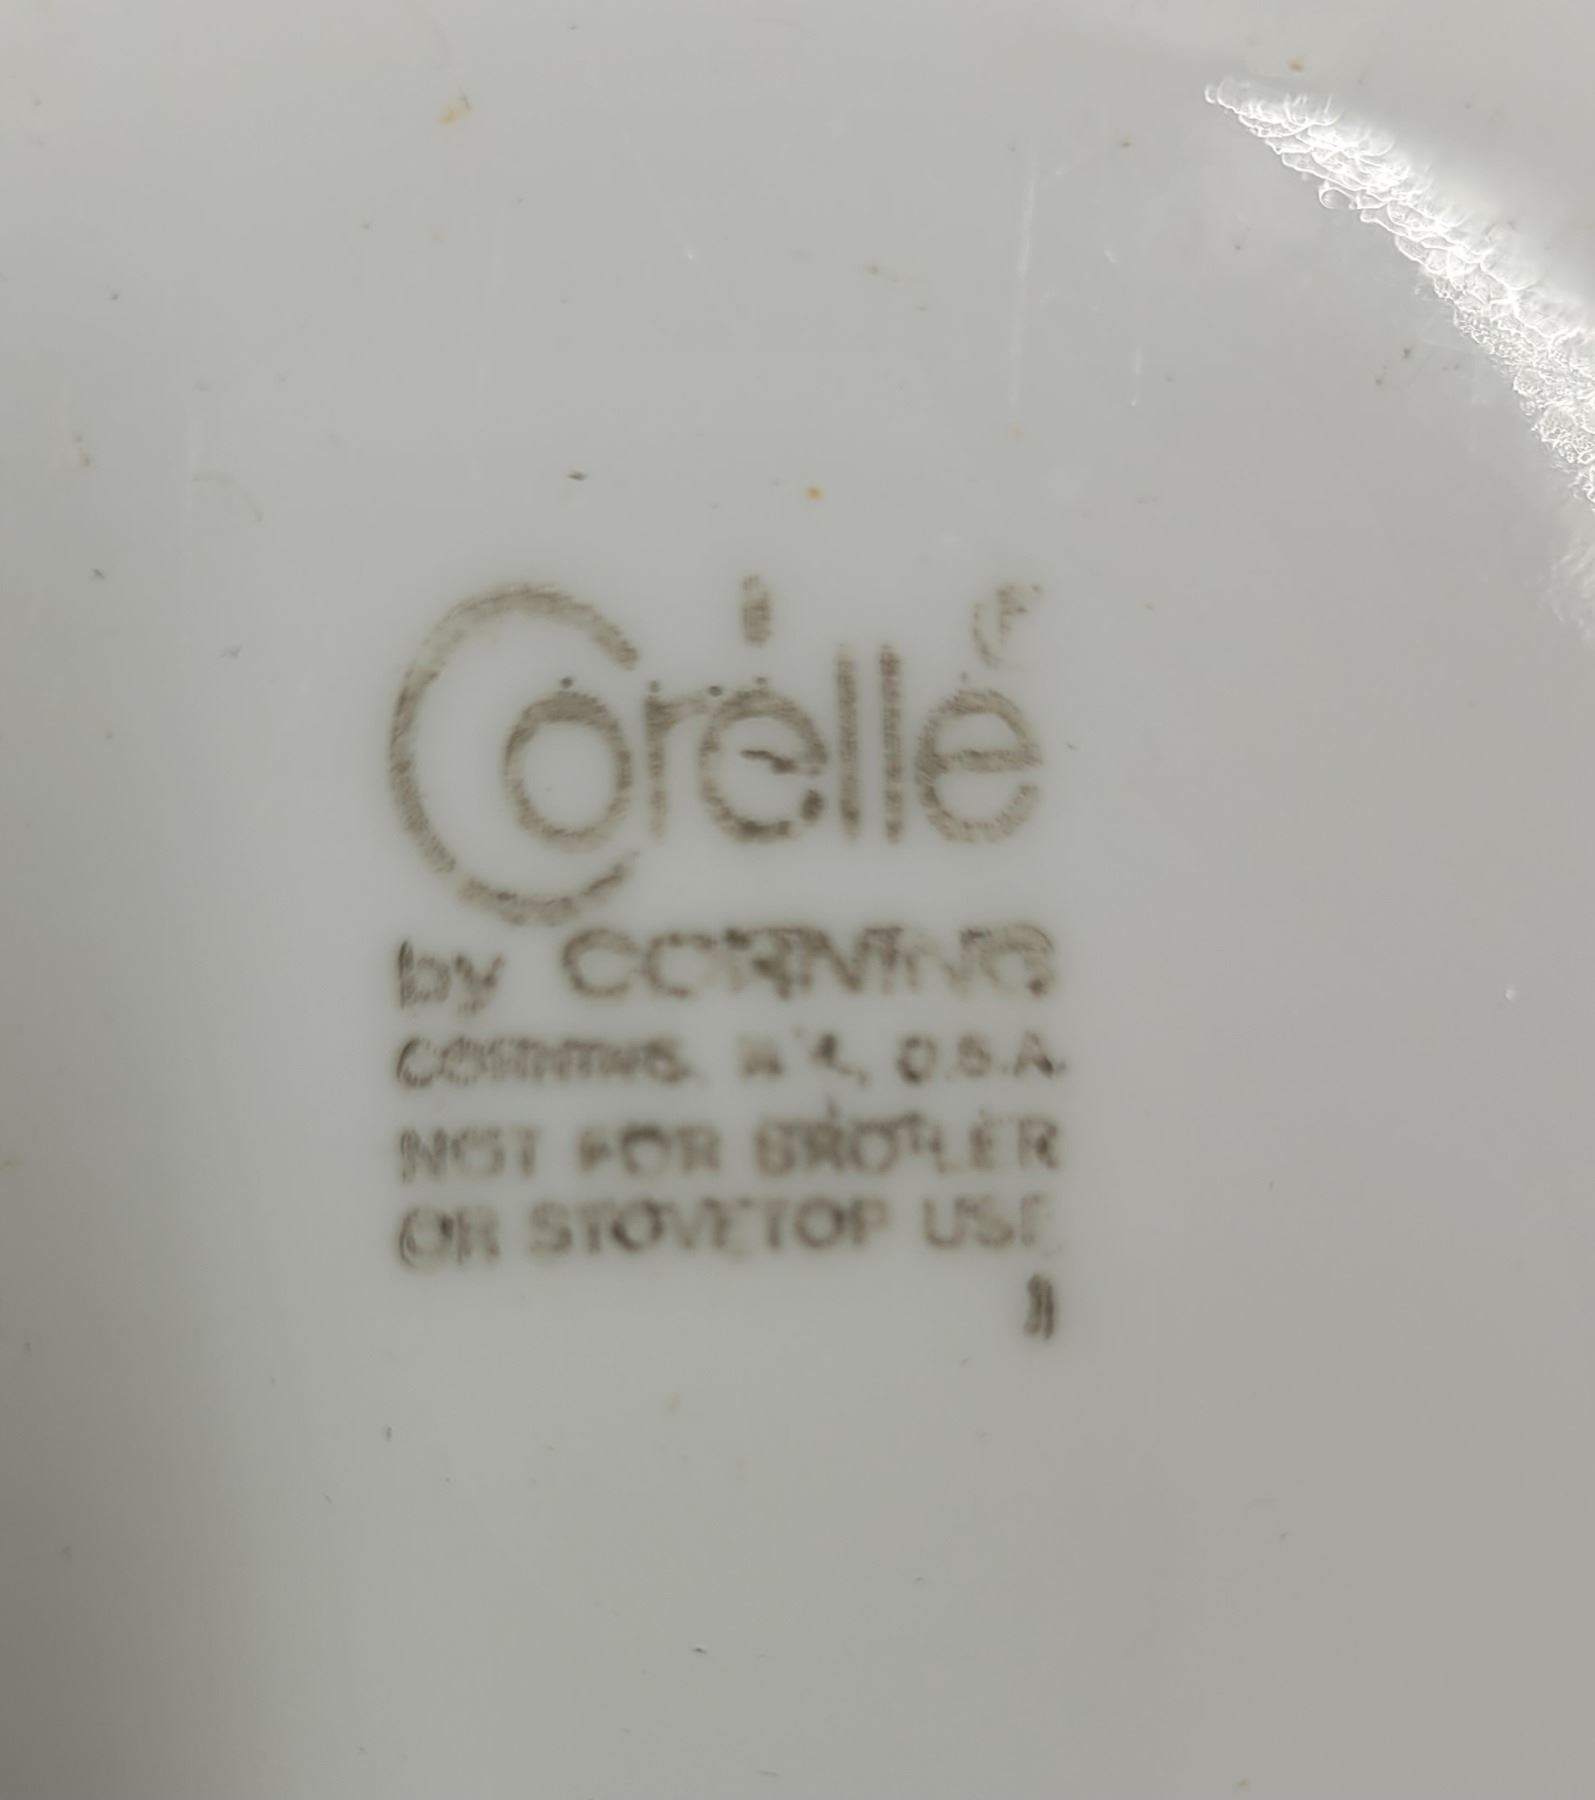 Corelle
by CORNING
CORNING, N.Y., U.S.A.
NOT FOR BROILER
OR STOVETOP USE